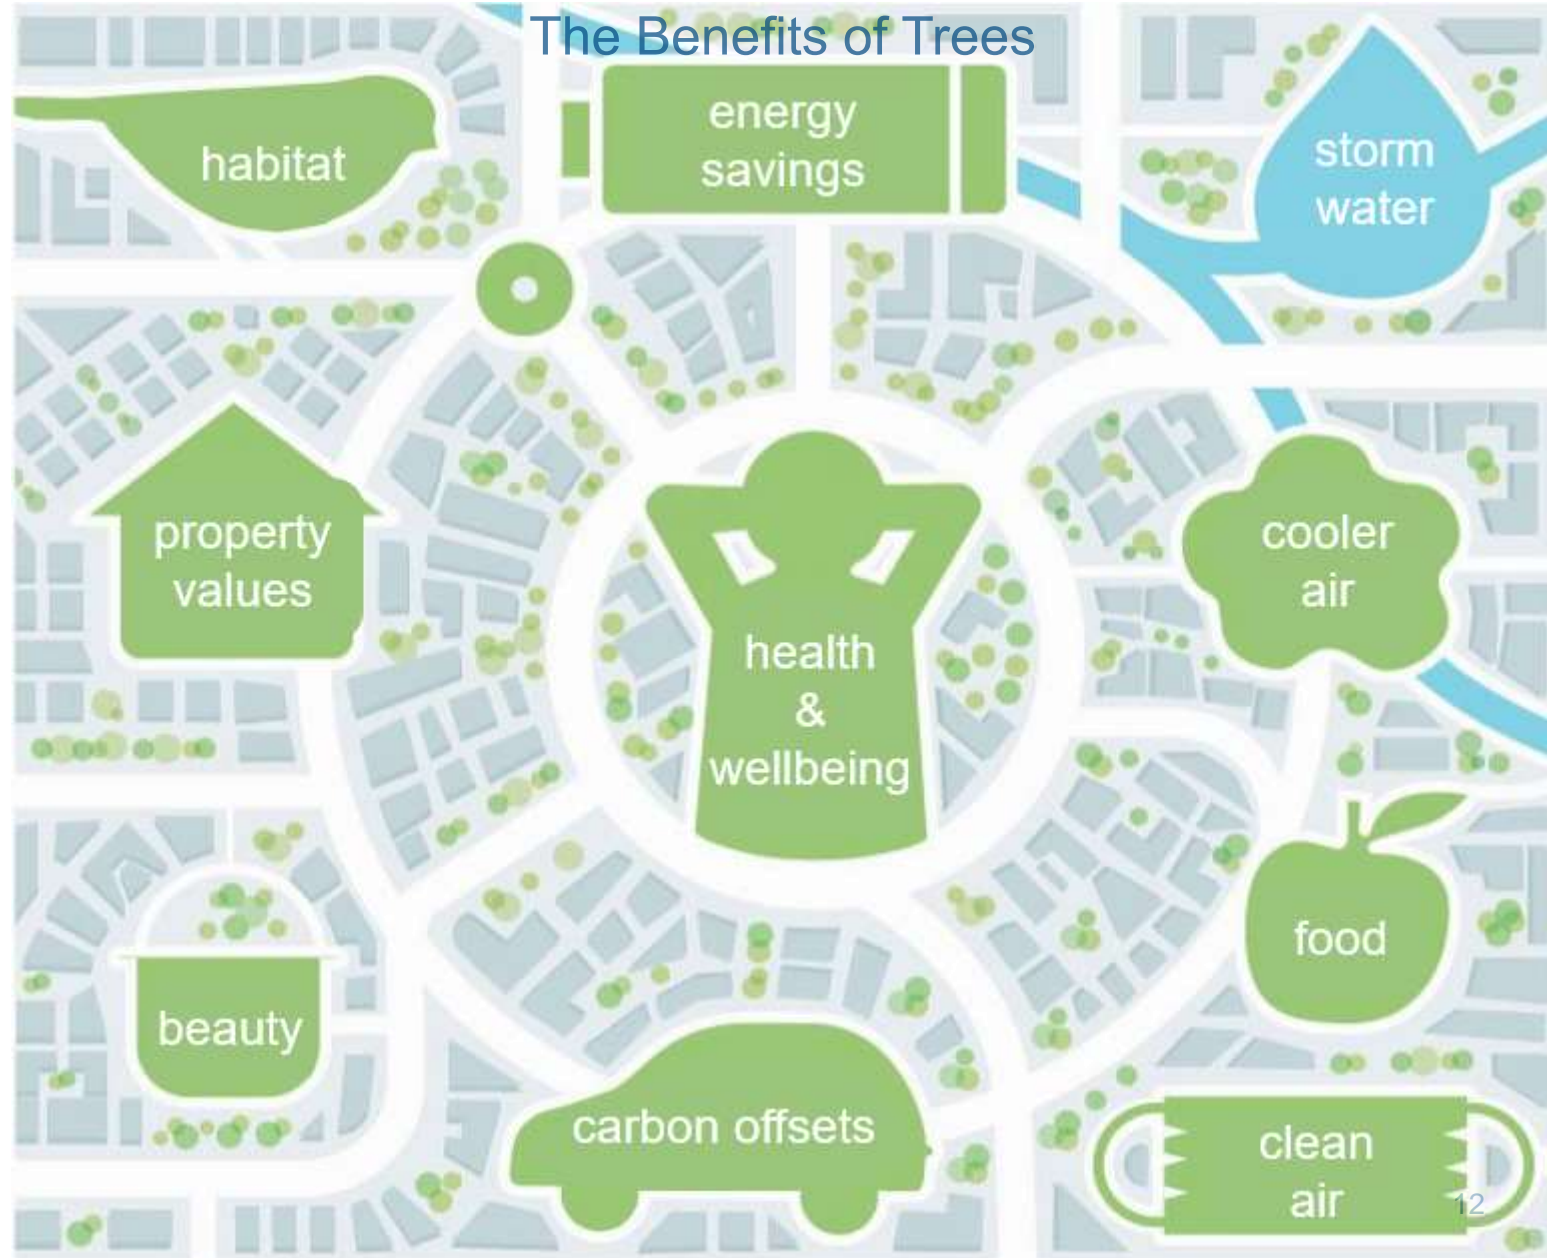 The Benefits of Trees
habitat
energy
savings
storm
water
property
values
health
&
wellbeing
cooler
air
food
beauty
carbon offsets
clean
air
12